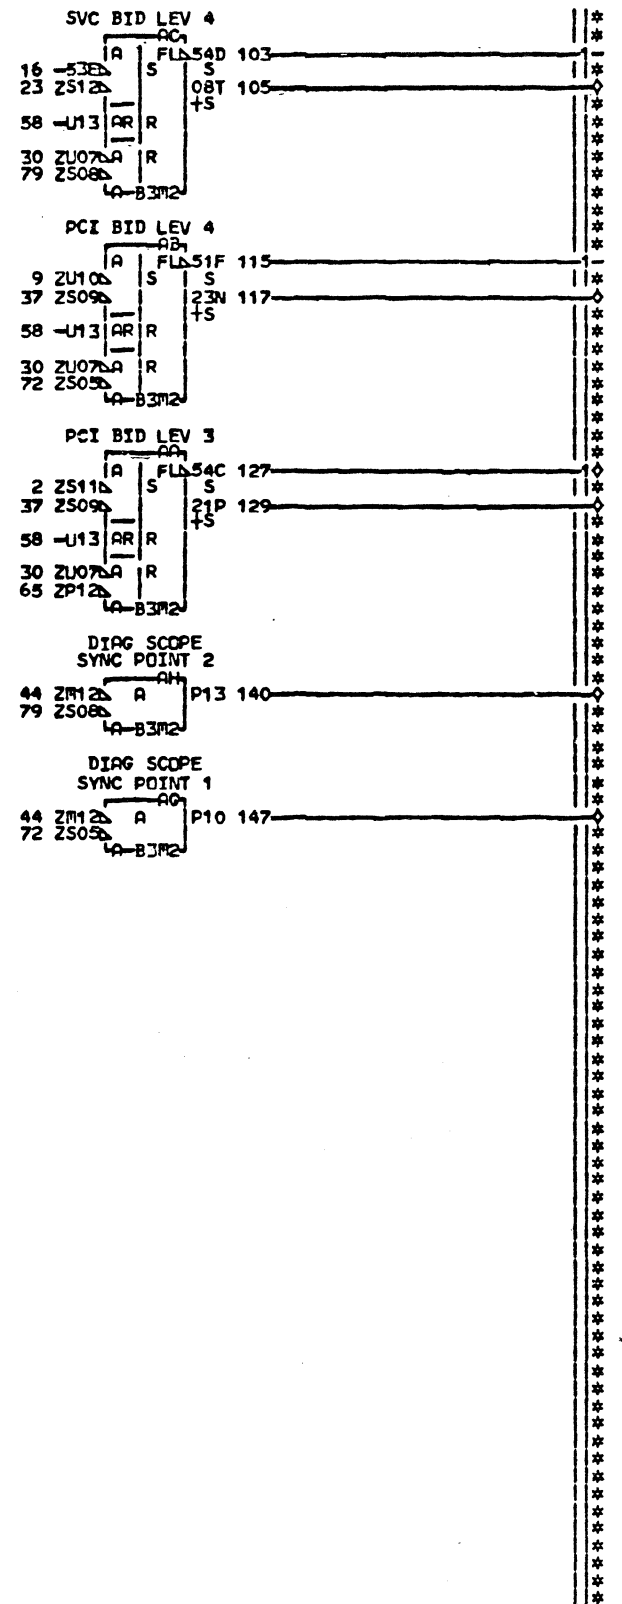 SVC BID LEV 4
AC
A FL 54D 103 1
16 -53E S S
23 ZS12 08T 105
+S
58 -U13 AR R
30 ZU07 A R
79 ZS08
A-B3M2
PCI BID LEV 4
AB
A FL 51F 115 1
9 ZU10 S S
37 ZS09 23N 117
+S
58 -U13 AR R
30 ZU07 A R
72 ZS05
A-B3M2
PCI BID LEV 3
AA
A FL 54C 127 1
2 ZS11 S S
37 ZS09 21P 129
+S
58 -U13 AR R
30 ZU07 A R
65 ZP12
A-B3M2
DIAG SCOPE
SYNC POINT 2
AH
44 ZM12 A P13 140
79 ZS08
A-B3M2
DIAG SCOPE
SYNC POINT 1
AG
44 ZM12 A P10 147
72 ZS05
A-B3M2